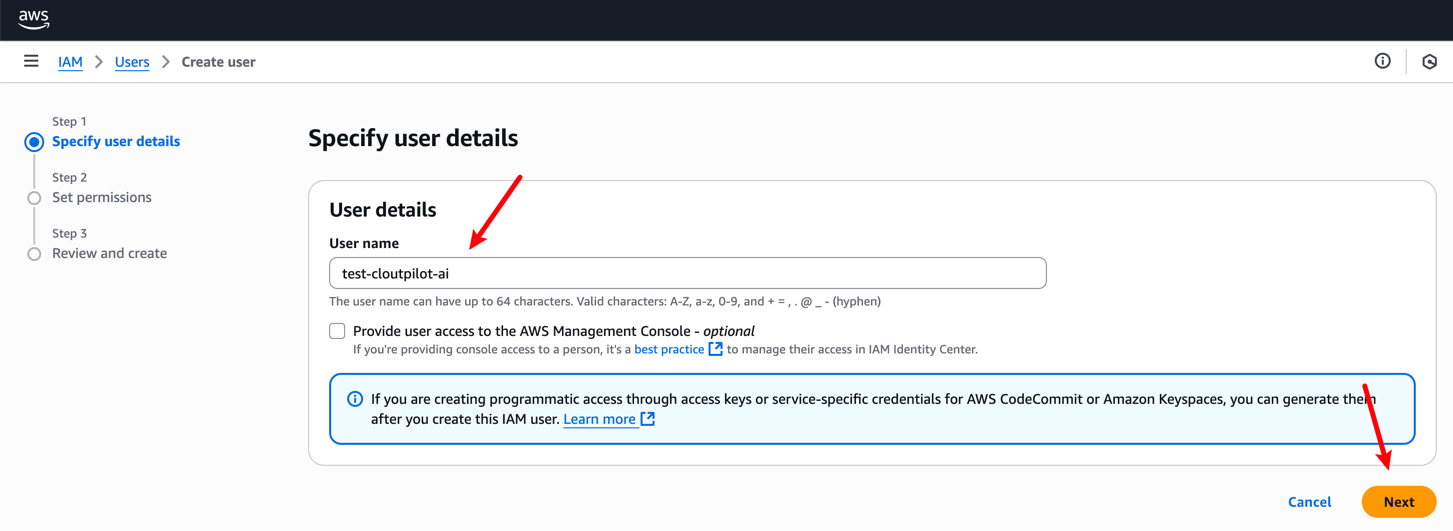 aws
IAM > Users > Create user
Step 1
Specify user details
Step 2
Set permissions
Step 3
Review and create
Specify user details
User details
User name
test-cloutpilot-ai
The user name can have up to 64 characters. Valid characters: A-Z, a-z, 0-9, and + = , . @ _ - (hyphen)
Provide user access to the AWS Management Console - optional
If you're providing console access to a person, it's a best practice to manage their access in IAM Identity Center.
If you are creating programmatic access through access keys or service-specific credentials for AWS CodeCommit or Amazon Keyspaces, you can generate them
after you create this IAM user. Learn more
Cancel
Next